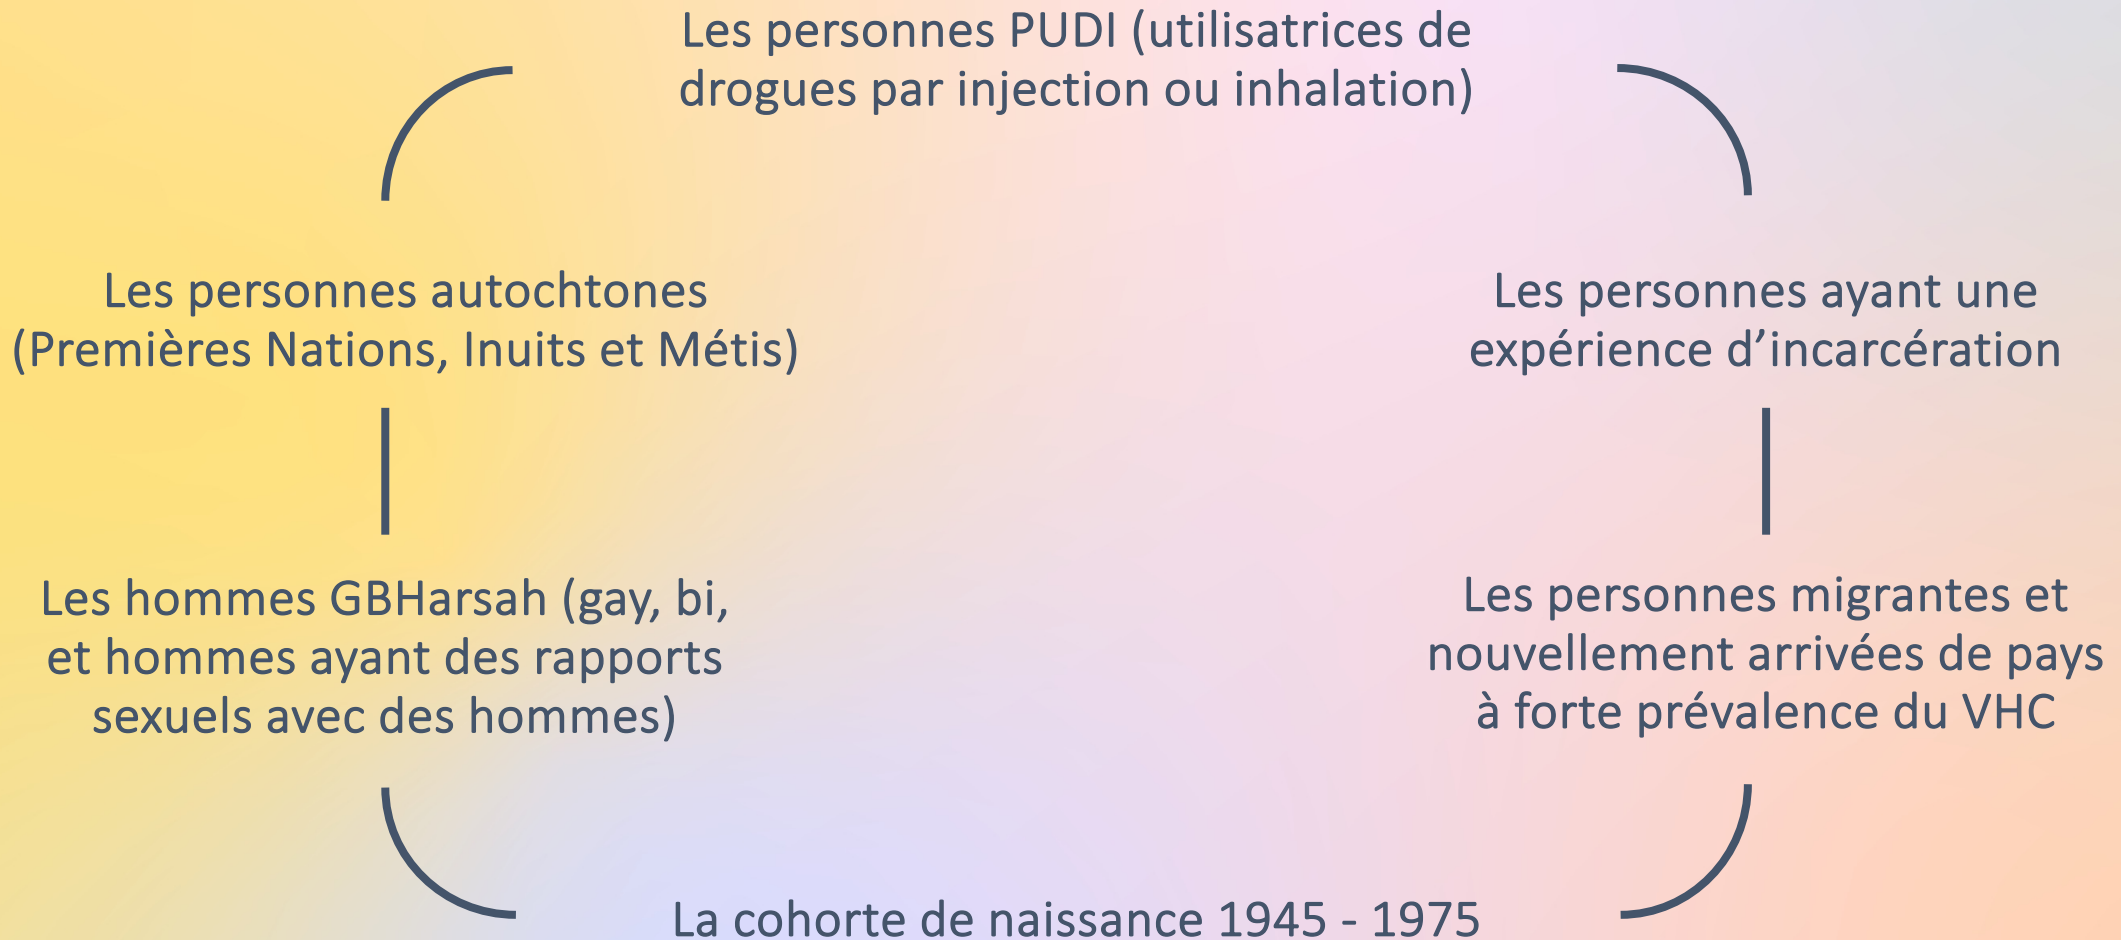 Les personnes PUDI (utilisatrices de
drogues par injection ou inhalation)
Les personnes autochtones
(Premières Nations, Inuits et Métis)
Les personnes ayant une
expérience d’incarcération
Les hommes GBHarsah (gay, bi,
et hommes ayant des rapports
sexuels avec des hommes)
Les personnes migrantes et
nouvellement arrivées de pays
à forte prévalence du VHC
La cohorte de naissance 1945 - 1975